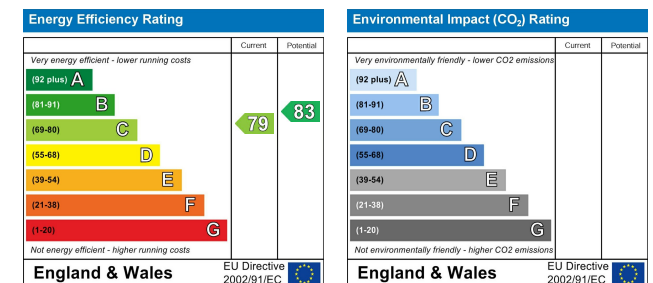 Energy Efficiency Rating
Current Potential
Very energy efficient - lower running costs
(92 plus) A
(81-91) B
(69-80) C
(55-68) D
(39-54) E
(21-38) F
(1-20) G
79
83
Not energy efficient - higher running costs
England & Wales
EU Directive
2002/91/EC
Environmental Impact (CO₂) Rating
Current Potential
Very environmentally friendly - lower CO2 emissions
(92 plus) A
(81-91) B
(69-80) C
(55-68) D
(39-54) E
(21-38) F
(1-20) G
Not environmentally friendly - higher CO2 emissions
England & Wales
EU Directive
2002/91/EC